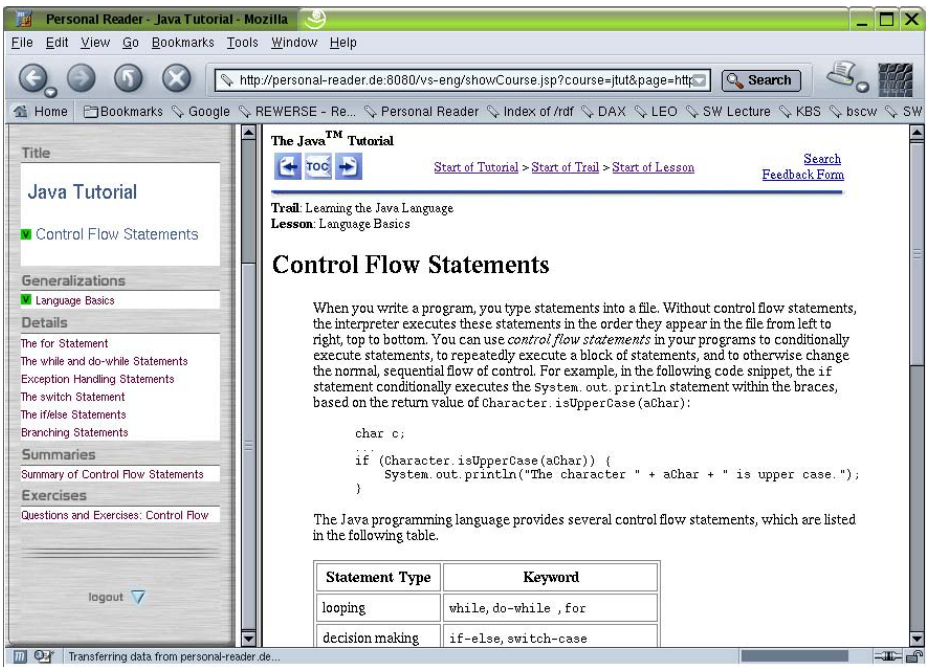 Personal Reader - Java Tutorial - Mozilla
File Edit View Go Bookmarks Tools Window Help
http://personal-reader.de:8080/vs-eng/showCourse.jsp?course=jtut&page=http Search
Home Bookmarks Google REWERSE - Re... Personal Reader Index of /rdf DAX LEO SW Lecture KBS bscw SW
Title
Java Tutorial
Control Flow Statements
Generalizations
Language Basics
Details
The for Statement
The while and do-while Statements
Exception Handling Statements
The switch Statement
The if/else Statements
Branching Statements
Summaries
Summary of Control Flow Statements
Exercises
Questions and Exercises: Control Flow
logout
The Java™ Tutorial
TOC
Start of Tutorial > Start of Trail > Start of Lesson
Search
Feedback Form
Trail: Learning the Java Language
Lesson: Language Basics
Control Flow Statements
When you write a program, you type statements into a file. Without control flow statements,
the interpreter executes these statements in the order they appear in the file from left to
right, top to bottom. You can use control flow statements in your programs to conditionally
execute statements, to repeatedly execute a block of statements, and to otherwise change
the normal, sequential flow of control. For example, in the following code snippet, the if
statement conditionally executes the System.out.println statement within the braces,
based on the return value of Character.isUpperCase(aChar):
char c;
...
if (Character.isUpperCase(aChar)) {
System.out.println("The character " + aChar + " is upper case.");
}
The Java programming language provides several control flow statements, which are listed
in the following table.
Statement Type Keyword
looping while, do-while , for
decision making if-else, switch-case
Transferring data from personal-reader.de...